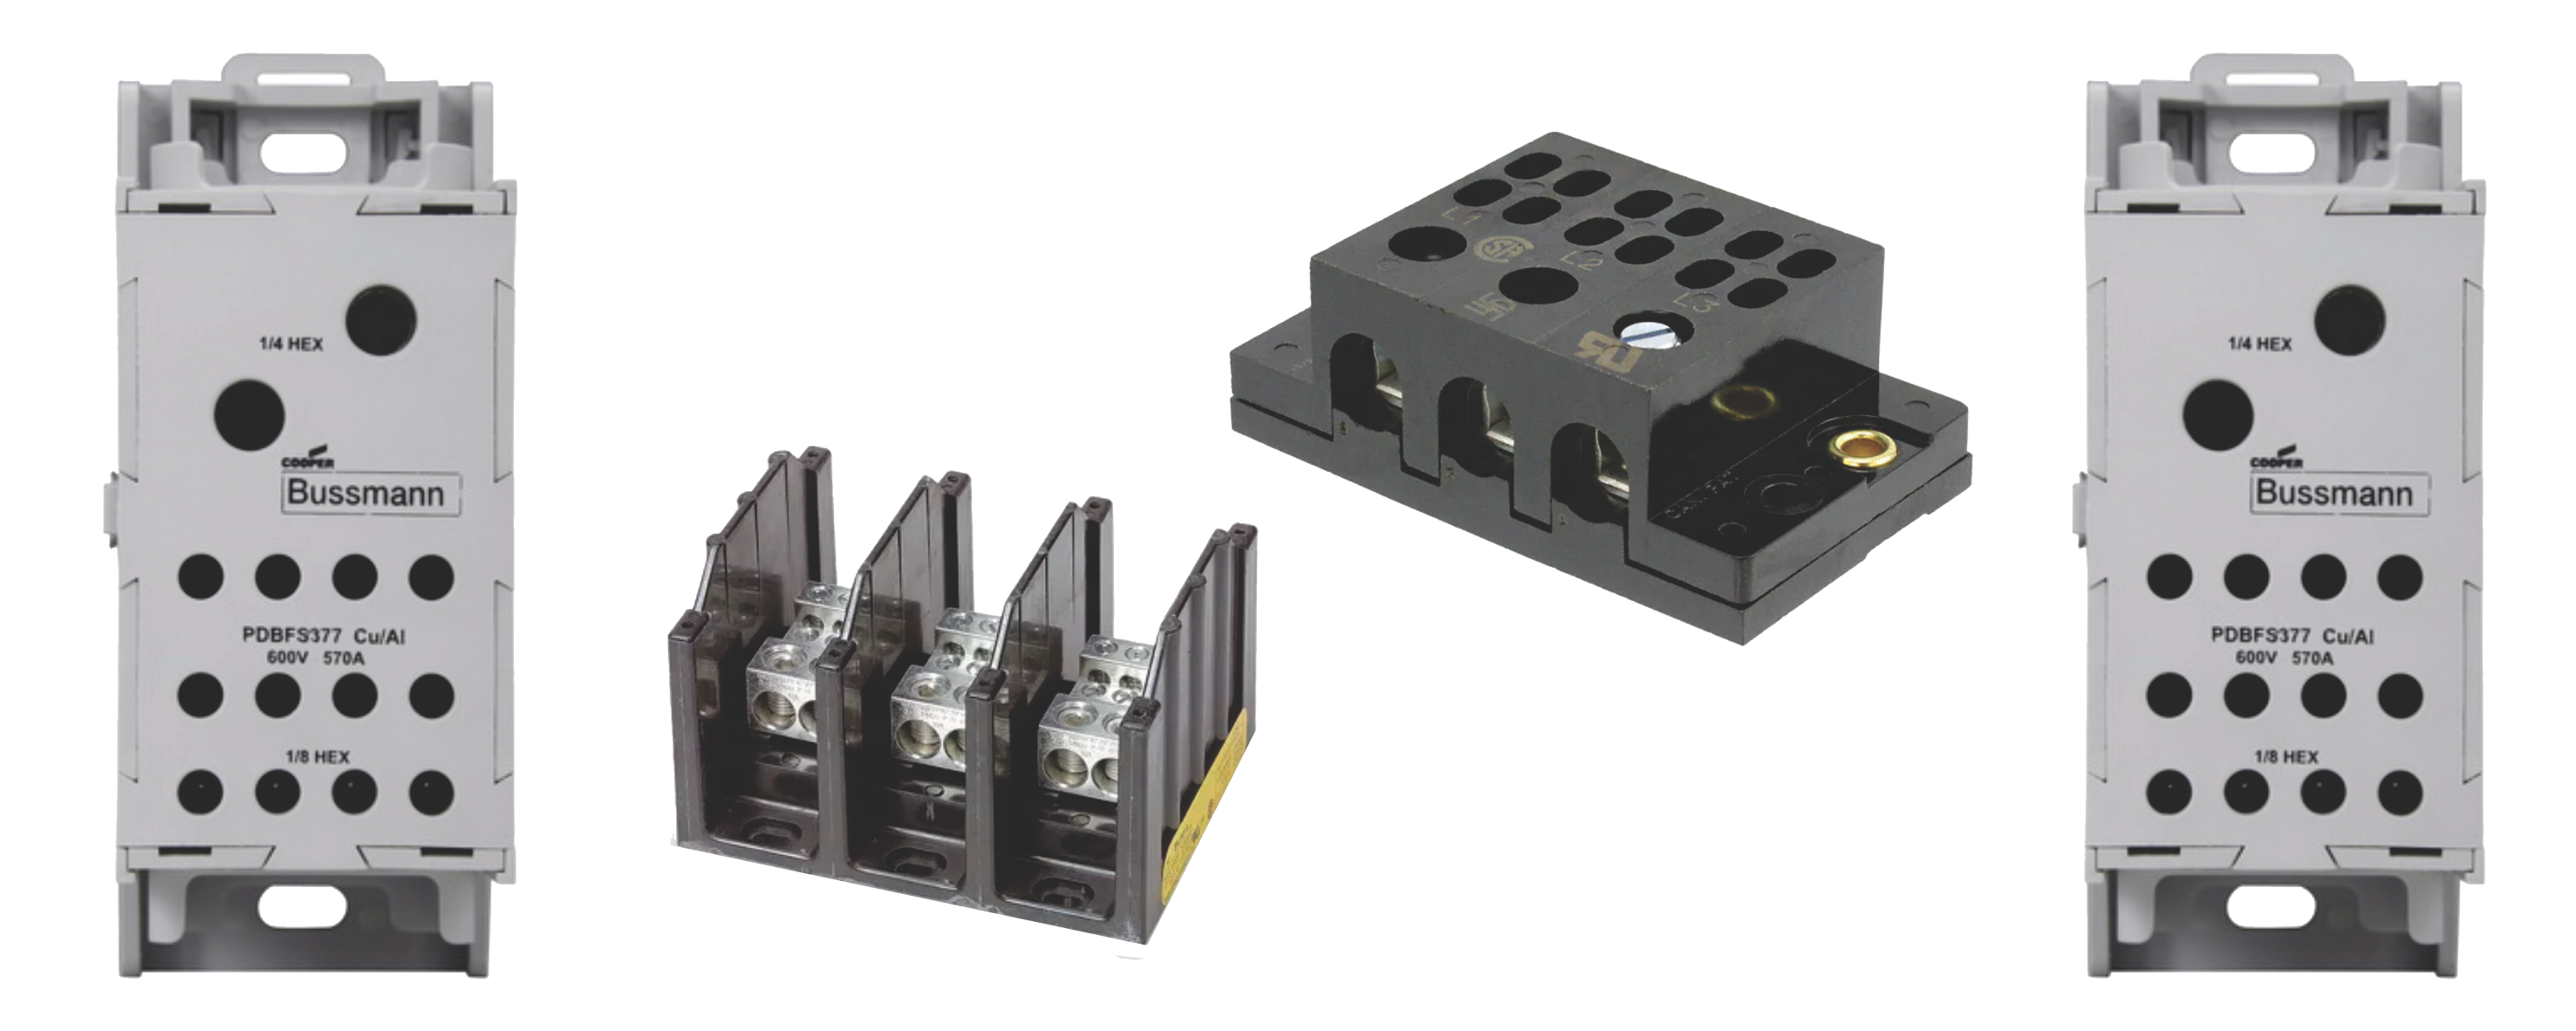 1/4 HEX
COOPER
Bussmann
PDBFS377 Cu/Al
600V 570A
1/8 HEX
L1
L2
L3
1/4 HEX
COOPER
Bussmann
PDBFS377 Cu/Al
600V 570A
1/8 HEX